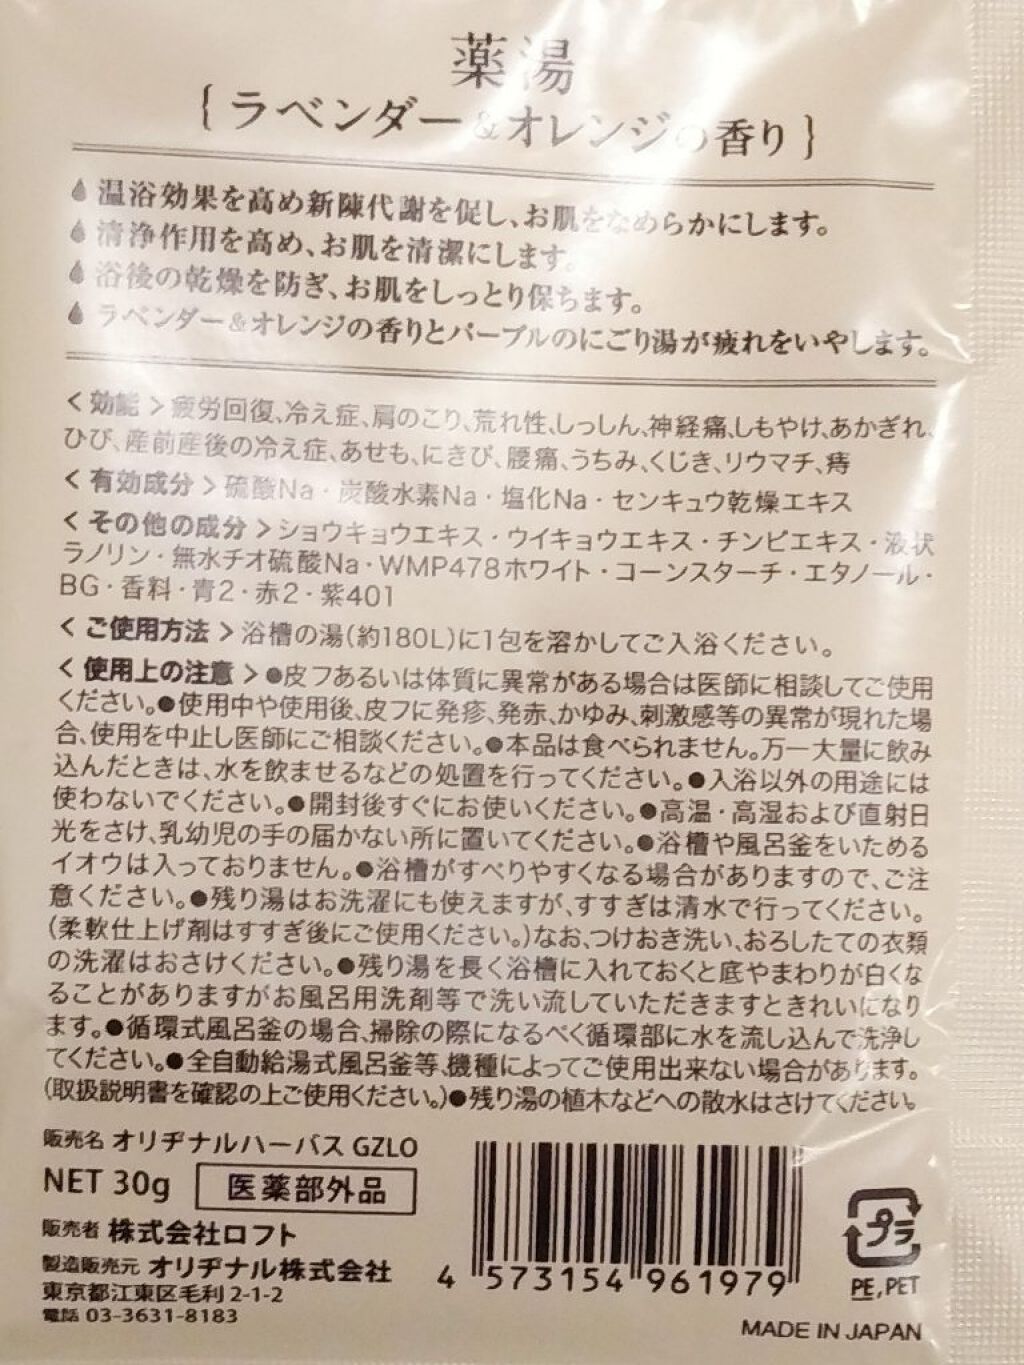 薬湯
{ラベンダー&オレンジの香り}
温浴効果を高め新陳代謝を促し、お肌をなめらかにします。
清浄作用を高め、お肌を清潔にします。
浴後の乾燥を防ぎ、お肌をしっとり保ちます。
ラベンダー&オレンジの香りとパープルのにごり湯が疲れをいやします。
<効能>疲労回復、冷え症、肩のこり、荒れ性、しっしん、神経痛、しもやけ、あかぎれ、
ひび、産前産後の冷え症、あせも、にきび、腰痛、うちみ、くじき、リウマチ、痔
<有効成分>硫酸Na・炭酸水素Na・塩化Na・センキュウ乾燥エキス
<その他の成分>ショウキョウエキス・ウイキョウエキス・チンピエキス・液状
ラノリン・無水チオ硫酸Na・WMP478ホワイト・コーンスターチ・エタノール・
BG・香料・青2・赤2・紫401
<ご使用方法>浴槽の湯(約180L)に1包を溶かしてご入浴ください。
<使用上の注意>●皮フあるいは体質に異常がある場合は医師に相談してご使用
ください。●使用中や使用後、皮フに発疹、発赤、かゆみ、刺激感等の異常が現れた場
合、使用を中止し医師にご相談ください。●本品は食べられません。万一大量に飲み
込んだときは、水を飲ませるなどの処置を行ってください。●入浴以外の用途には
使わないでください。●開封後すぐにお使いください。●高温・高湿および直射日
光をさけ、乳幼児の手の届かない所に置いてください。●浴槽や風呂釜をいためる
イオウは入っておりません。●浴槽がすべりやすくなる場合がありますので、ご注
意ください。●残り湯はお洗濯にも使えますが、すすぎは清水で行ってください。
(柔軟仕上げ剤はすすぎ後にご使用ください。)なお、つけおき洗い、おろしたての衣類
の洗濯はおさけください。●残り湯を長く浴槽に入れておくと底やまわりが白くな
ることがありますがお風呂用洗剤等で洗い流していただきますときれいになり
ます。●循環式風呂釜の場合、掃除の際になるべく循環部に水を流し込んで洗浄し
てください。●全自動給湯式風呂釜等、機種によってご使用出来ない場合があります。
(取扱説明書を確認の上ご使用ください。)●残り湯の植木などへの散水はさけてください。
販売名 オリヂナルハーバス GZLO
NET 30g 医薬部外品
販売者 株式会社ロフト
製造販売元 オリヂナル株式会社
東京都江東区毛利 2-1-2
電話 03-3631-8183
4 573154 961979
プラ
PE,PET
MADE IN JAPAN